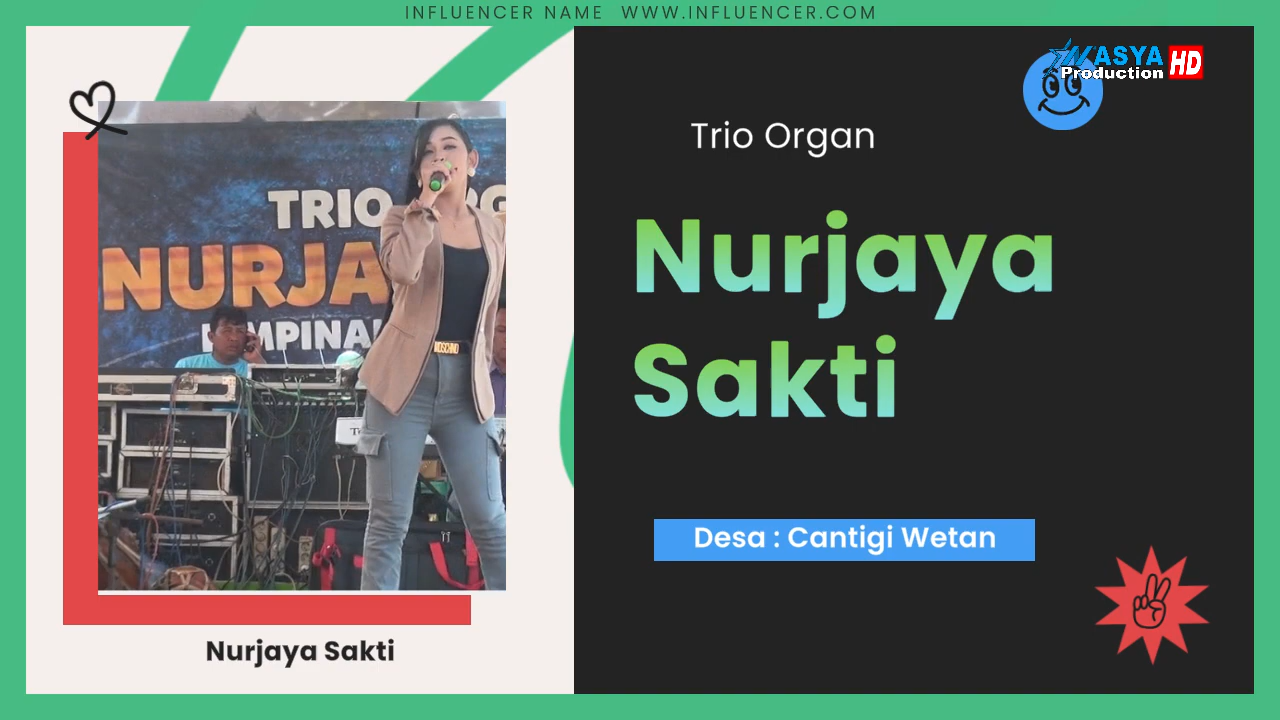 INFLUENCER NAME WWW.INFLUENCER.COM
ASYA
Production HD
Trio Organ
Nurjaya
Sakti
Desa : Cantigi Wetan
TRIO
NURJA
MOSCHINO
Nurjaya Sakti